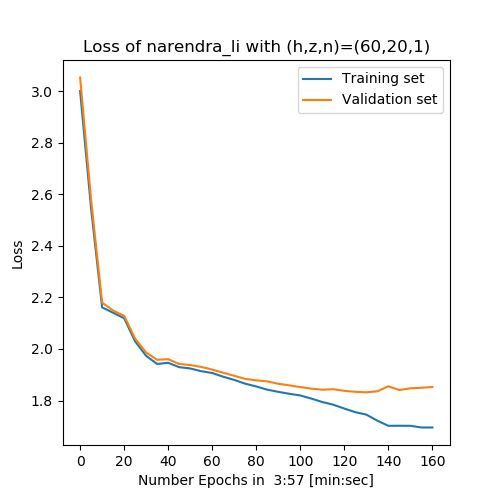 Loss of narendra_li with (h,z,n)=(60,20,1)
Training set
Validation set
3.0
2.8
2.6
2.4
2.2
2.0
1.8
Loss
0 20 40 60 80 100 120 140 160
Number Epochs in  3:57 [min:sec]